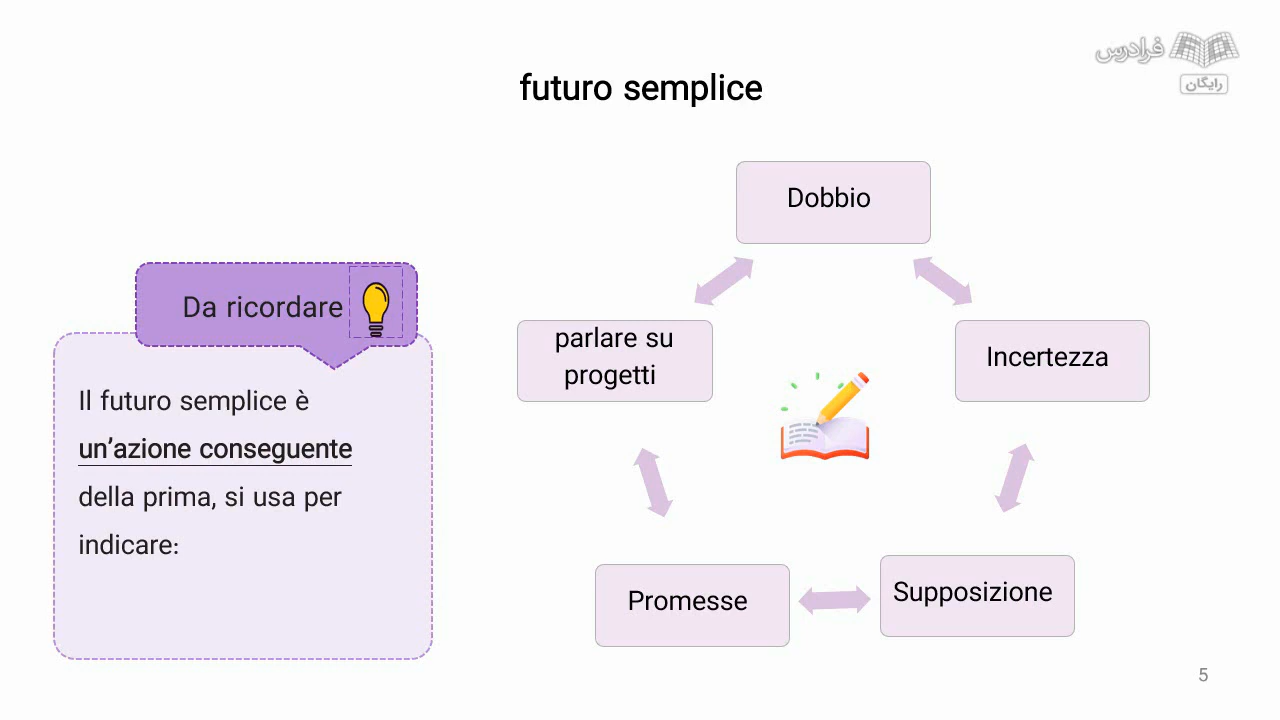 فرادرس
رایگان
futuro semplice
Da ricordare
Il futuro semplice è
un’azione conseguente
della prima, si usa per
indicare:
Dobbio
Incertezza
Supposizione
Promesse
parlare su
progetti
5